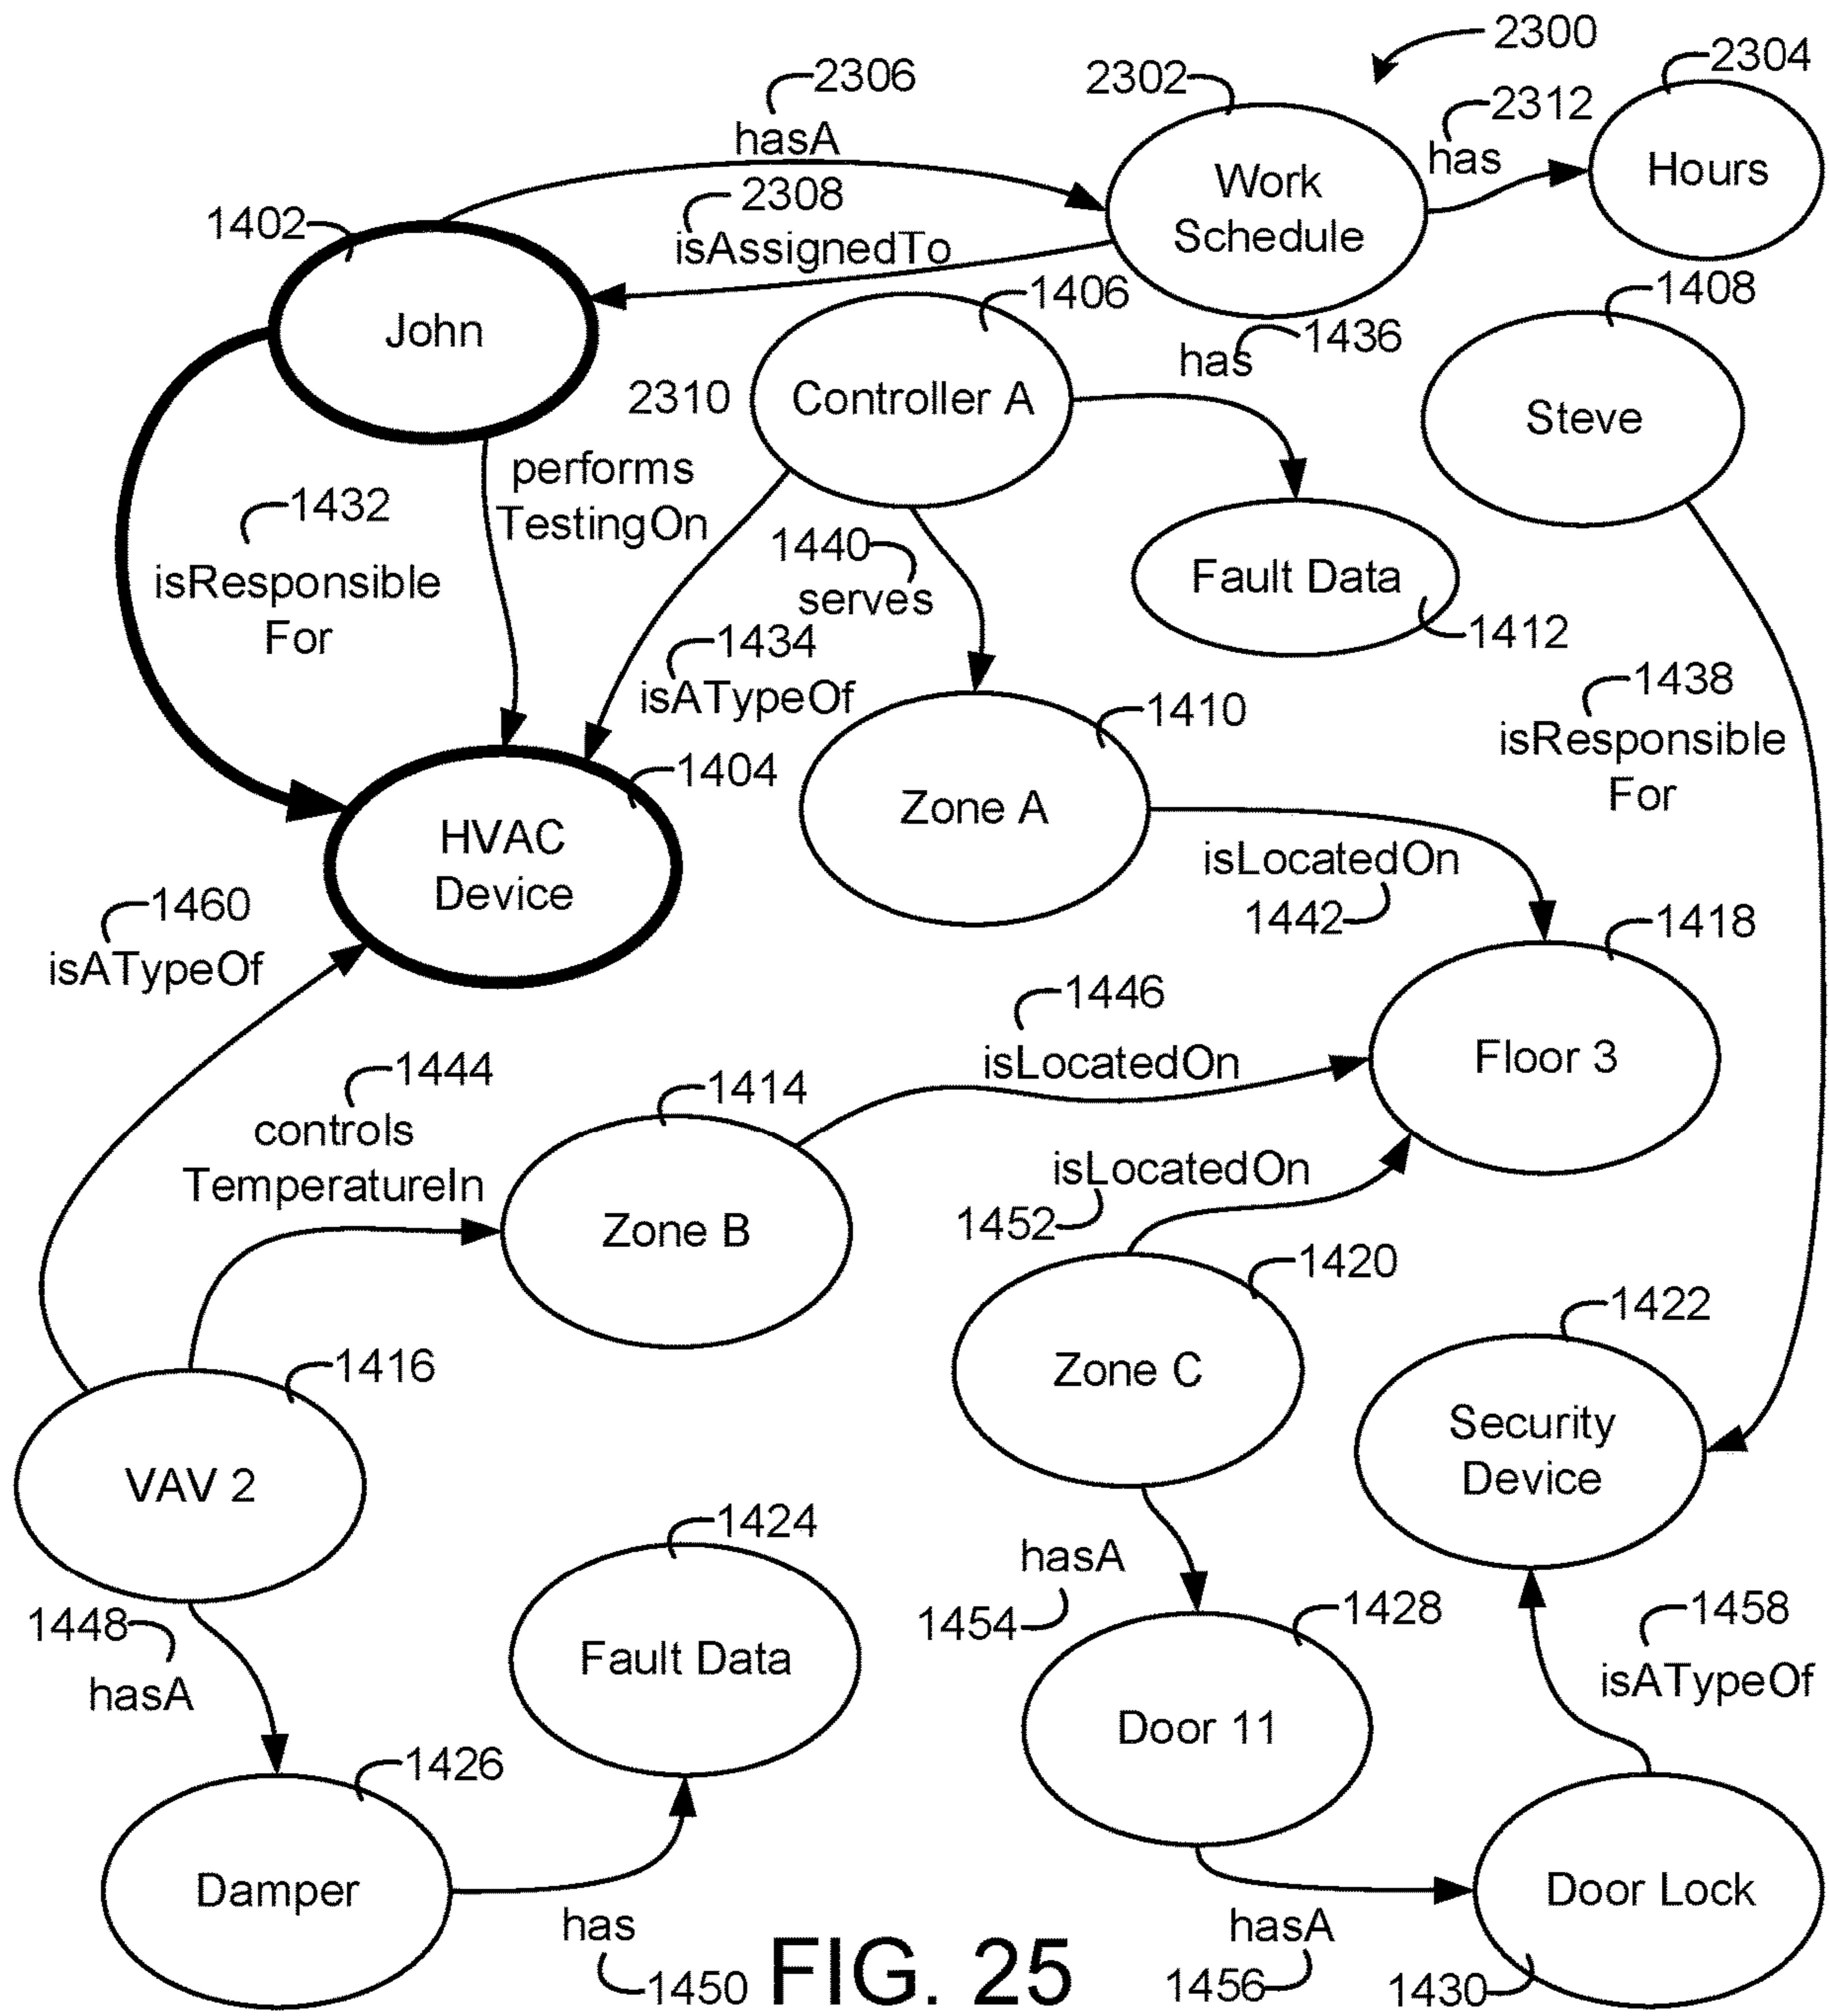 2300
2304
2306
2302
2312
hasA
has
Hours
Work
Schedule
2308
1402
isAssignedTo
1406
1408
John
has
1436
2310
Controller A
Steve
performs
TestingOn
1432
isResponsible
For
1440
serves
Fault Data
1412
1434
isATypeOf
1410
1438
isResponsible
For
1404
Zone A
HVAC
Device
isLocatedOn
1442
1460
isATypeOf
1418
1446
isLocatedOn
Floor 3
1444
controls
TemperatureIn
1414
isLocatedOn
1452
Zone B
1420
1422
1416
Zone C
Security
Device
VAV 2
1424
hasA
1454
1428
1458
isATypeOf
1448
hasA
Fault Data
Door 11
1426
Damper
Door Lock
has
1450
hasA
1456
1430
FIG. 25